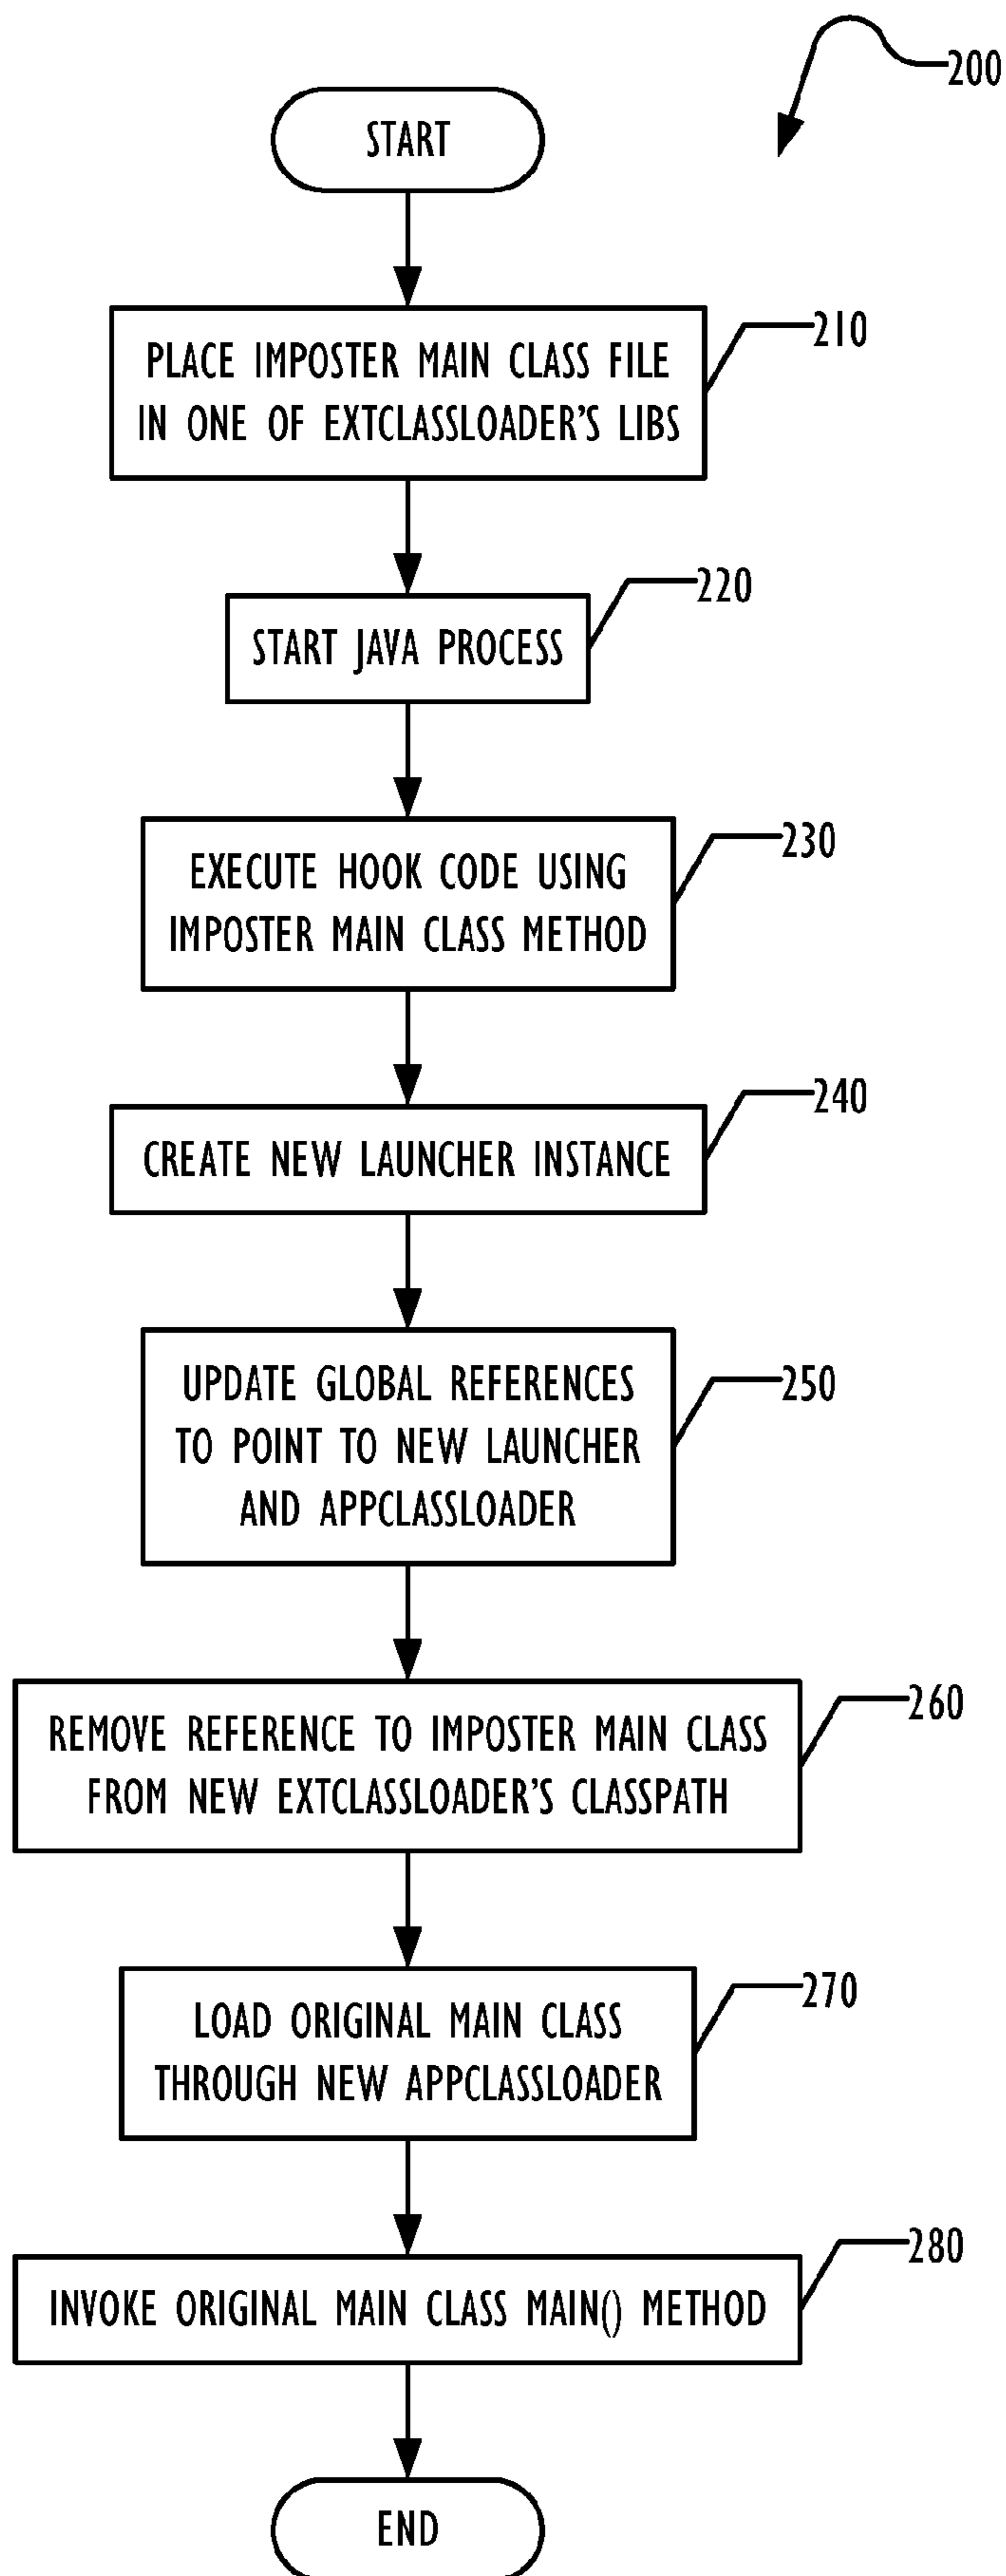 200
START
210
PLACE IMPOSTER MAIN CLASS FILE
IN ONE OF EXTCLASSLOADER'S LIBS
220
START JAVA PROCESS
230
EXECUTE HOOK CODE USING
IMPOSTER MAIN CLASS METHOD
240
CREATE NEW LAUNCHER INSTANCE
250
UPDATE GLOBAL REFERENCES
TO POINT TO NEW LAUNCHER
AND APPCLASSLOADER
260
REMOVE REFERENCE TO IMPOSTER MAIN CLASS
FROM NEW EXTCLASSLOADER'S CLASSPATH
270
LOAD ORIGINAL MAIN CLASS
THROUGH NEW APPCLASSLOADER
280
INVOKE ORIGINAL MAIN CLASS MAIN() METHOD
END